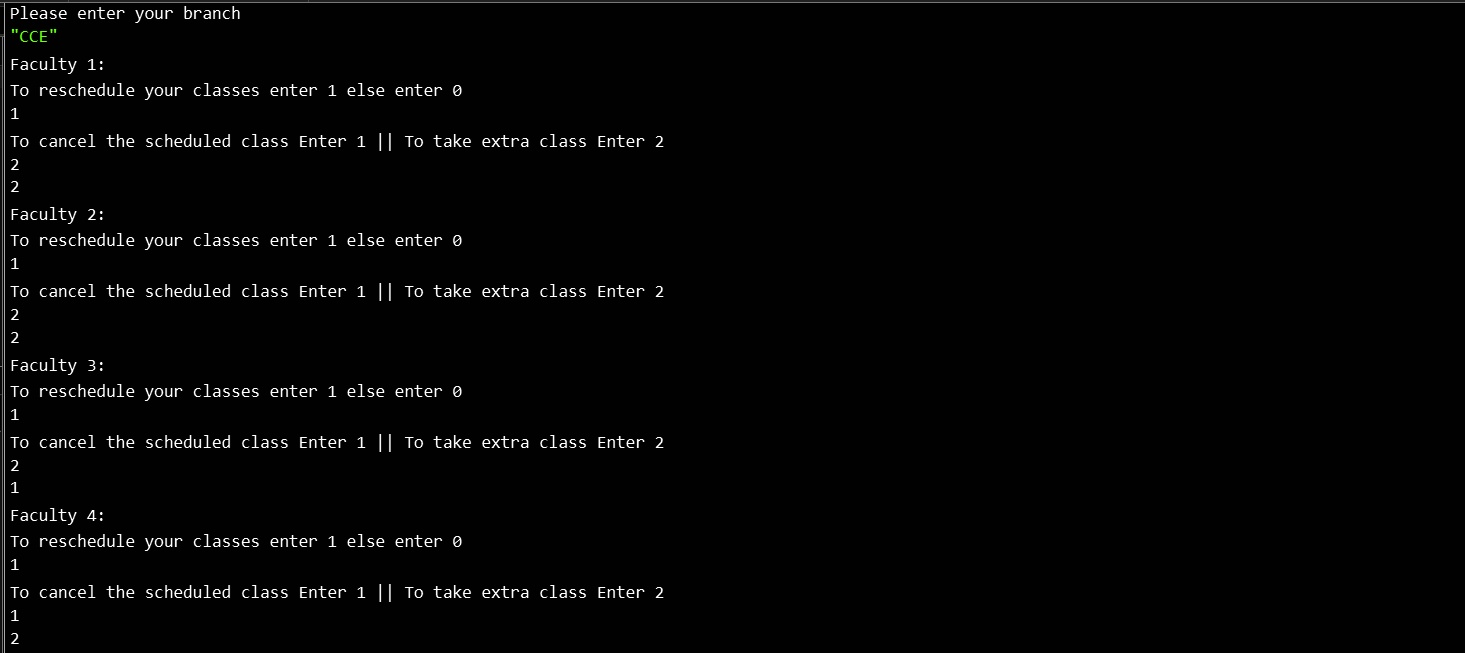 Please enter your branch
"CCE"
Faculty 1:
To reschedule your classes enter 1 else enter 0
1
To cancel the scheduled class Enter 1 || To take extra class Enter 2
2
2
Faculty 2:
To reschedule your classes enter 1 else enter 0
1
To cancel the scheduled class Enter 1 || To take extra class Enter 2
2
2
Faculty 3:
To reschedule your classes enter 1 else enter 0
1
To cancel the scheduled class Enter 1 || To take extra class Enter 2
2
1
Faculty 4:
To reschedule your classes enter 1 else enter 0
1
To cancel the scheduled class Enter 1 || To take extra class Enter 2
1
2